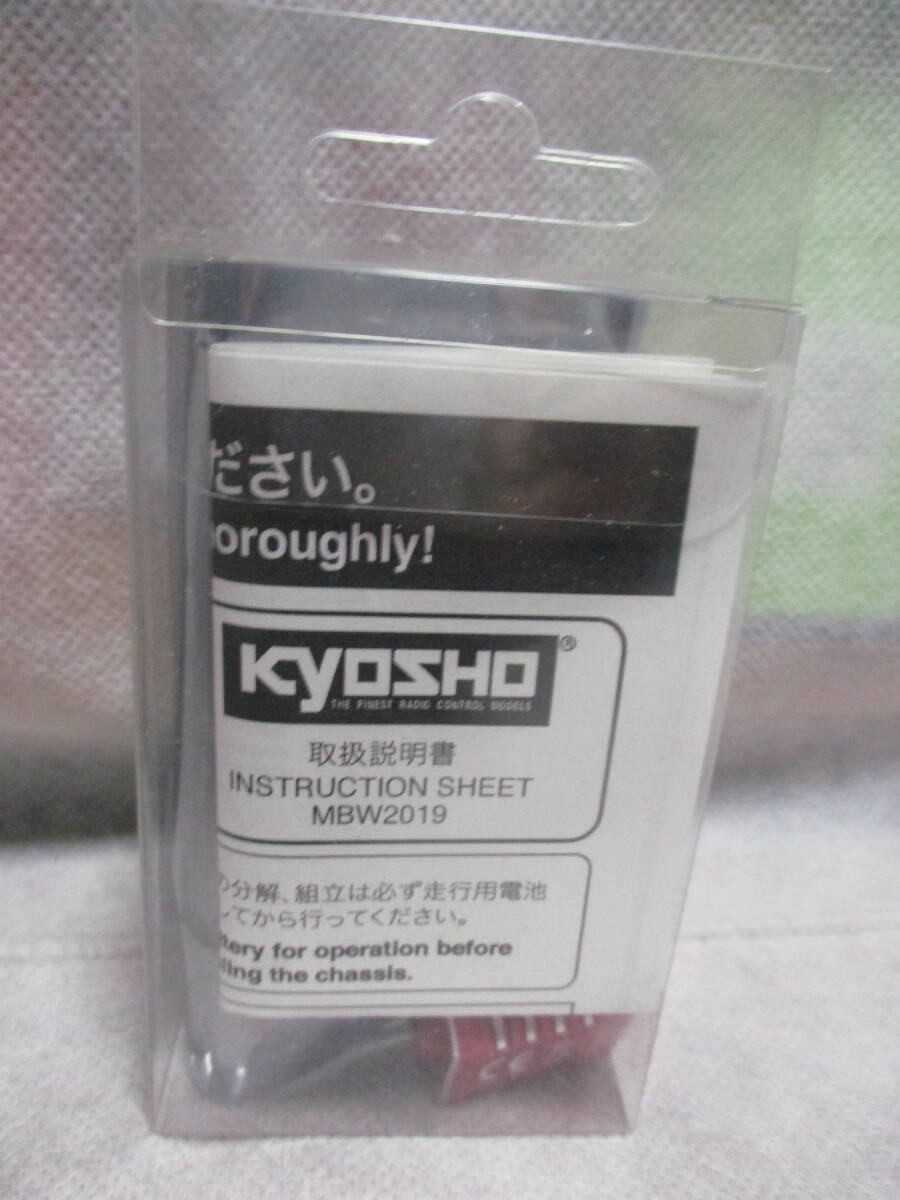 ださい。
oroughly!
KYOSHO®
THE FINEST RADIO CONTROL MODELS
取扱説明書
INSTRUCTION SHEET
MBW2019
の分解、組立は必ず走行用電池
してから行ってください。
ttery for operation before
ling the chassis.